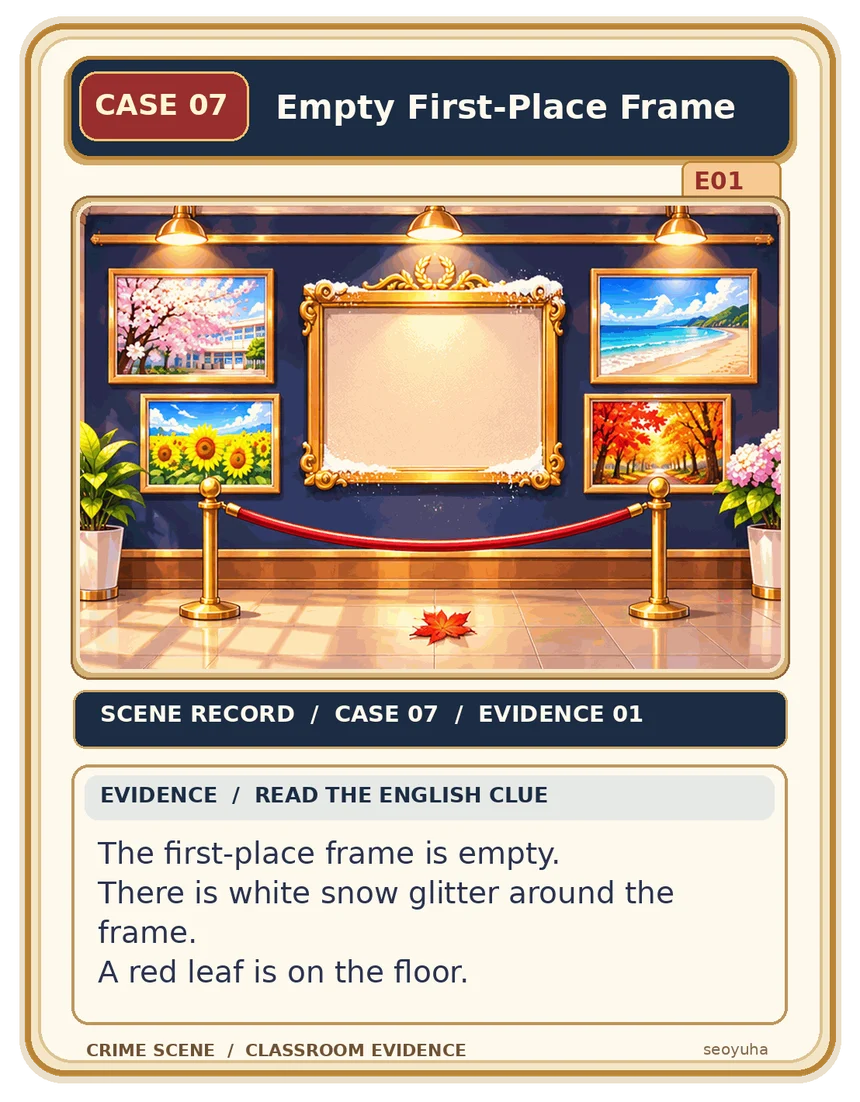 CASE 07
Empty First-Place Frame
E01
SCENE RECORD / CASE 07 / EVIDENCE 01
EVIDENCE / READ THE ENGLISH CLUE
The first-place frame is empty.
There is white snow glitter around the
frame.
A red leaf is on the floor.
CRIME SCENE / CLASSROOM EVIDENCE
seoyuha